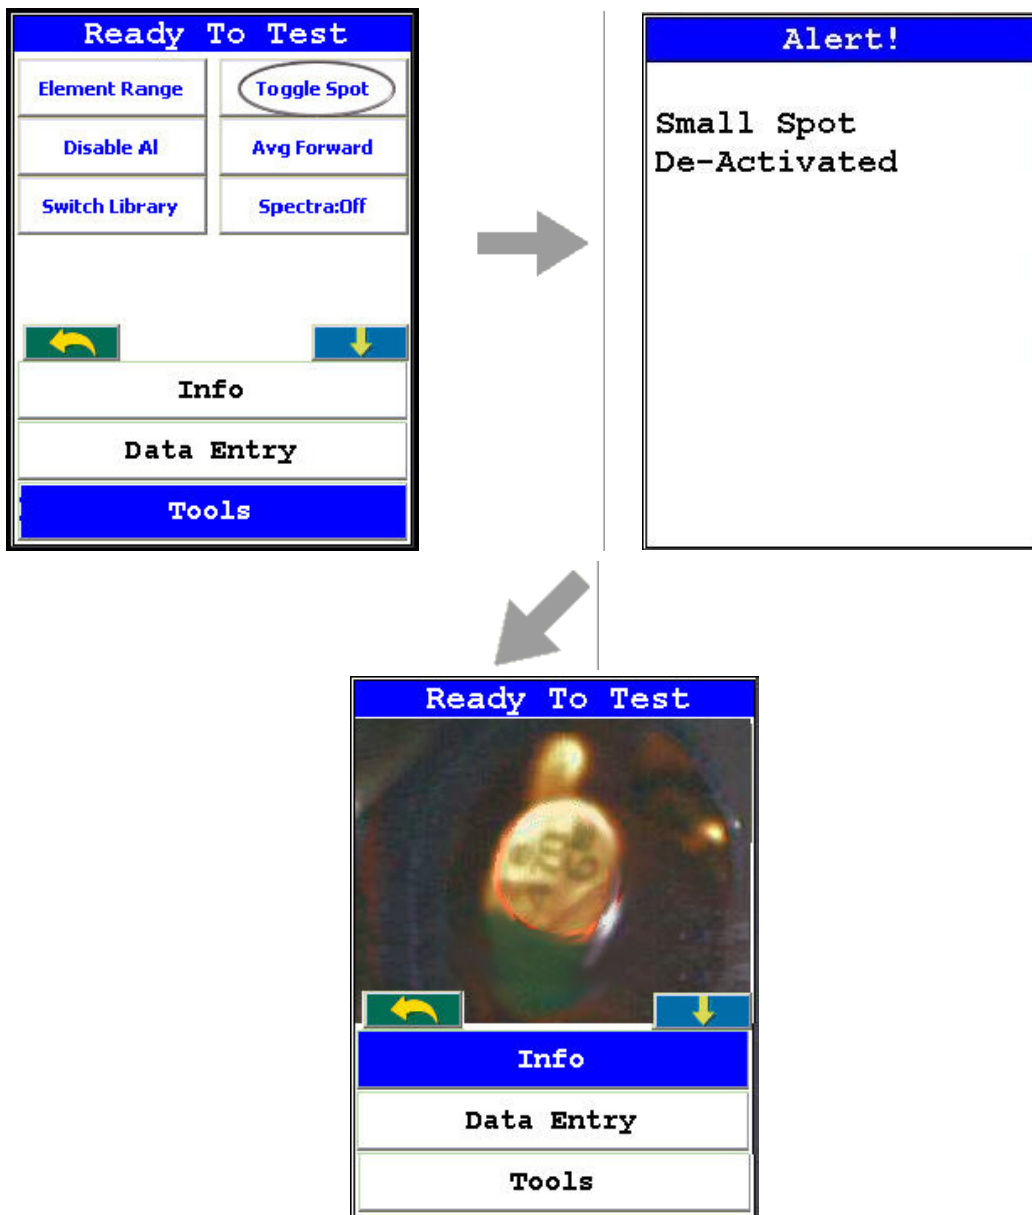 Ready To Test
Element Range
Toggle Spot
Disable Al
Avg Forward
Switch Library
Spectra:Off
Info
Data Entry
Tools
Alert!
Small Spot
De-Activated
Ready To Test
Info
Data Entry
Tools